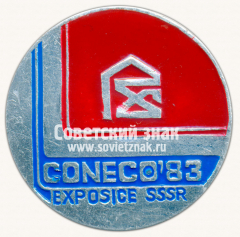 Советский знак
www.sovietznak.ru
CONECO'83
EXPOSICE SSSR